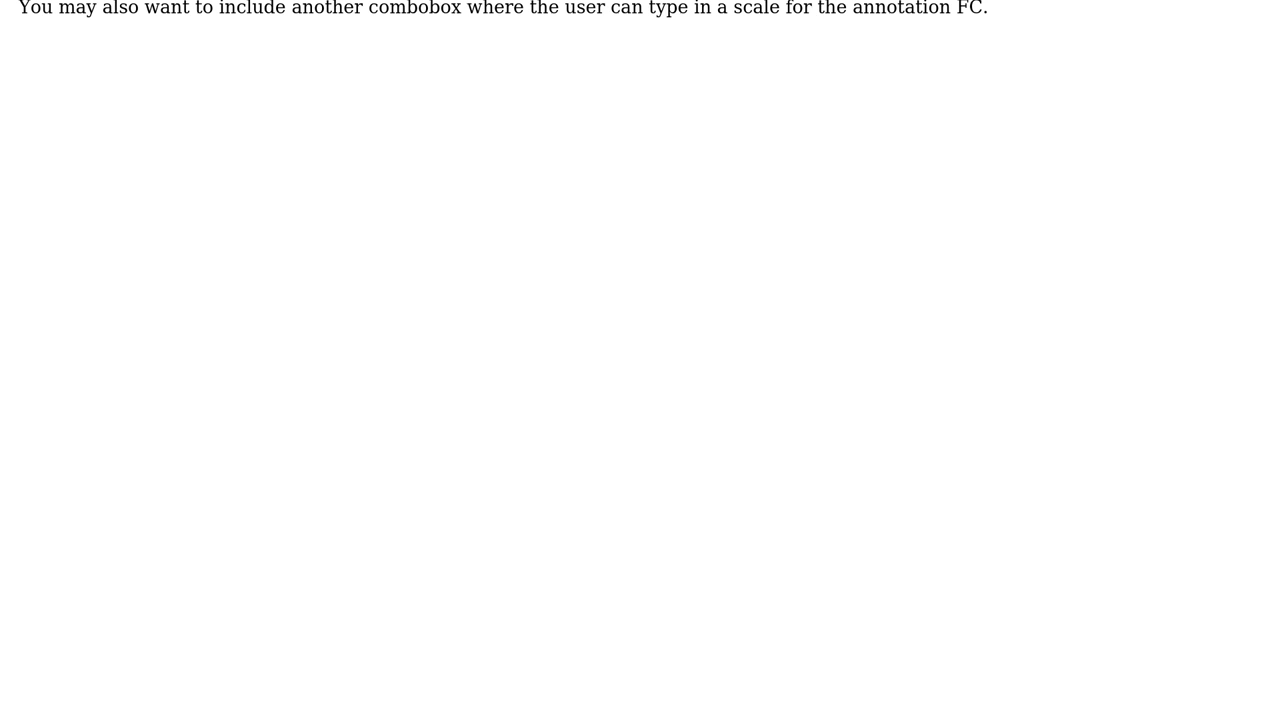 You may also want to include another combobox where the user can type in a scale for the annotation FC.